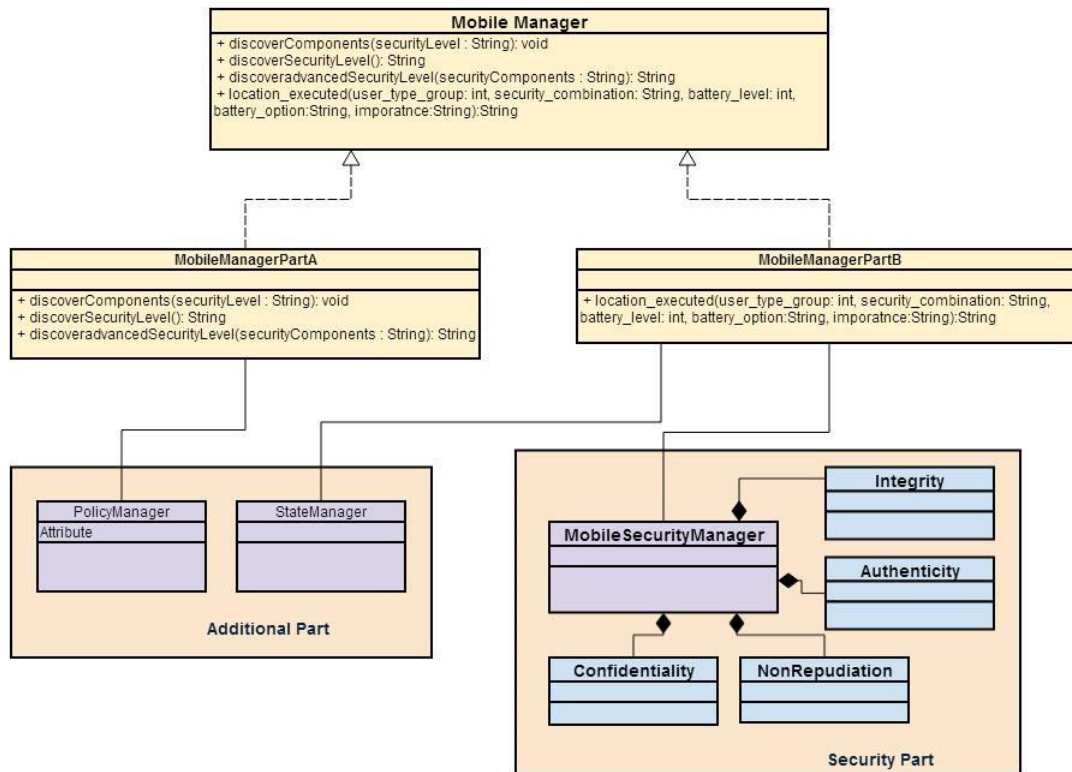 Mobile Manager
+ discoverComponents(securityLevel : String): void
+ discoverSecurityLevel(): String
+ discoveradvancedSecurityLevel(securityComponents : String): String
+ location_executed(user_type_group: int, security_combination: String, battery_level: int,
battery_option:String, imporatnce:String):String
MobileManagerPartA
+ discoverComponents(securityLevel : String): void
+ discoverSecurityLevel(): String
+ discoveradvancedSecurityLevel(securityComponents : String): String
MobileManagerPartB
+ location_executed(user_type_group: int, security_combination: String,
battery_level: int, battery_option:String, imporatnce:String):String
PolicyManager
Attribute
StateManager
Additional Part
MobileSecurityManager
Integrity
Authenticity
Confidentiality
NonRepudiation
Security Part